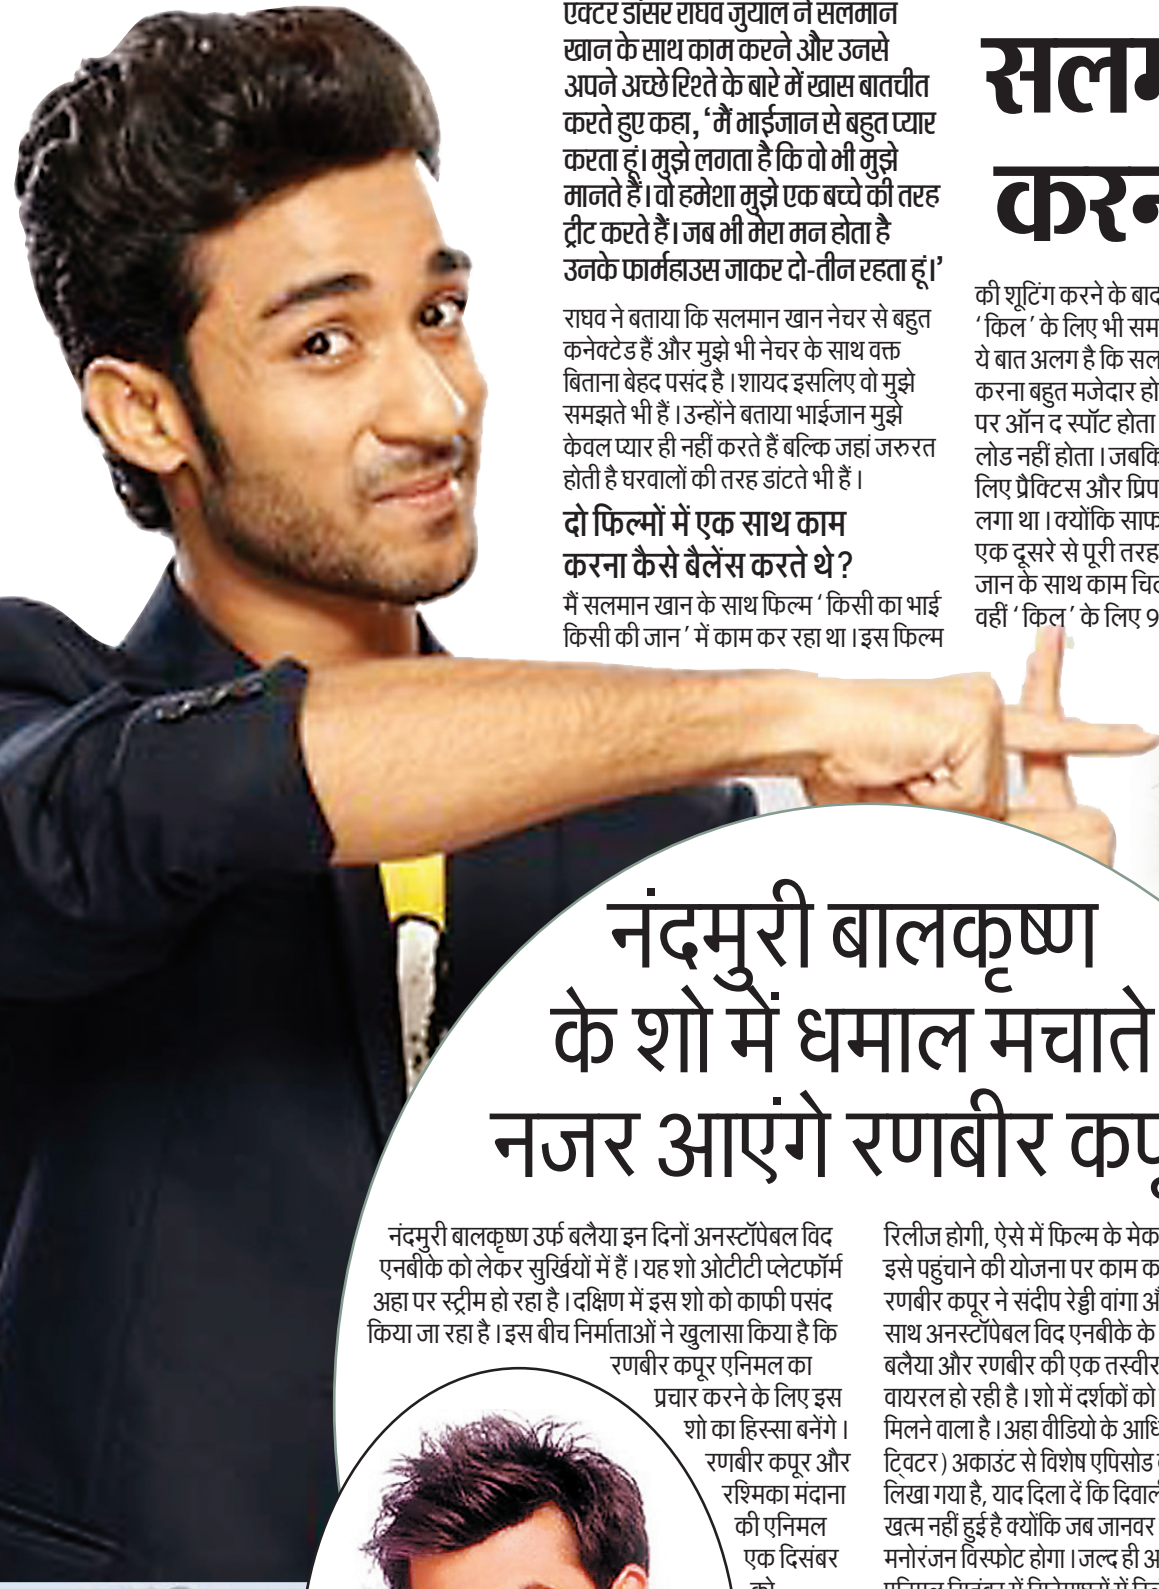 एक्टर डांसर राघव जुयाल ने सलमान
खान के साथ काम करने और उनसे
अपने अच्छे रिश्ते के बारे में खास बातचीत
करते हुए कहा, ‘मैं भाईजान से बहुत प्यार
करता हूं। मुझे लगता है कि वो भी मुझे
मानते हैं। वो हमेशा मुझे एक बच्चे की तरह
ट्रीट करते हैं। जब भी मेरा मन होता है
उनके फार्महाउस जाकर दो-तीन रहता हूं।’
राघव ने बताया कि सलमान खान नेचर से बहुत
कनेक्टेड हैं और मुझे भी नेचर के साथ वक्त
बिताना बेहद पसंद है । शायद इसलिए वो मुझे
समझते भी हैं । उन्होंने बताया भाईजान मुझे
केवल प्यार ही नहीं करते हैं बल्कि जहां जरुरत
होती है घरवालों की तरह डांटते भी हैं ।
दो फिल्मों में एक साथ काम
करना कैसे बैलेंस करते थे?
मैं सलमान खान के साथ फिल्म ‘ किसी का भाई
किसी की जान ’ में काम कर रहा था । इस फिल्म
की शूटिंग करने के बाद
‘ किल ’ के लिए भी
ये बात अलग है कि
करना बहुत मजेदार
पर ऑन द स्पॉट होता
लोड नहीं होता । जबकि
लिए प्रैक्टिस और
लगा था । क्योंकि
एक दूसरे से पूरी तरह
जान के साथ काम
वहीं ‘ किल ’ के लिए
नंदमुरी बालकृष्ण
के शो में धमाल मचाते
नजर आएंगे रणबीर
नंदमुरी बालकृष्ण उर्फ बलैया इन दिनों अनस्टॉपेबल विद
एनबीके को लेकर सुर्खियों में हैं । यह शो ओटीटी प्लेटफॉर्म
अहा पर स्ट्रीम हो रहा है । दक्षिण में इस शो को काफी पसंद
किया जा रहा है । इस बीच निर्माताओं ने खुलासा किया है कि
रणबीर कपूर एनिमल का
प्रचार करने के लिए इस
शो का हिस्सा बनेंगे ।
रणबीर कपूर और
रश्मिका मंदाना
की एनिमल
एक दिसंबर
को
रिलीज होगी, ऐसे में फिल्म के
इसे पहुंचाने की योजना पर काम
रणबीर कपूर ने संदीप रेड्डी वांगा
साथ अनस्टॉपेबल विद एनबीके के
बलैया और रणबीर की एक तस्वीर
वायरल हो रही है । शो में दर्शकों को
मिलने वाला है । अहा वीडियो के
ट्विटर ) अकाउंट से विशेष एपिसोड
लिखा गया है, याद दिला दें कि
खत्म नहीं हुई है क्योंकि जब जानवर
मनोरंजन विस्फोट होगा । जल्द ही